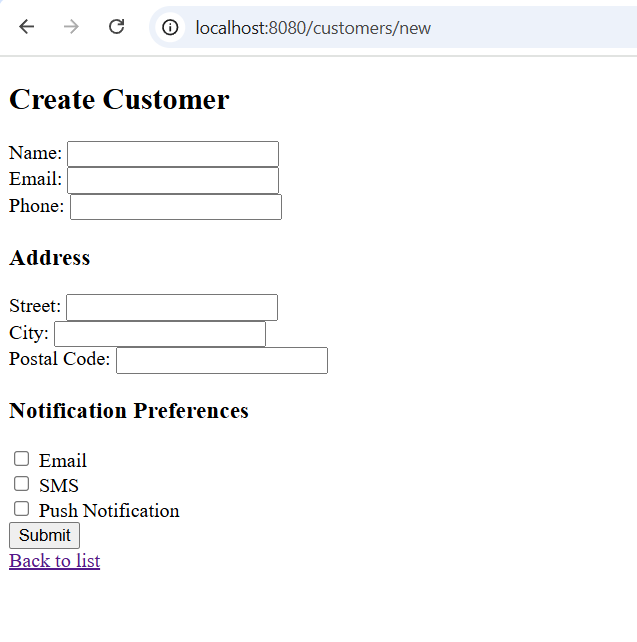 localhost:8080/customers/new
Create Customer
Name:
Email:
Phone:
Address
Street:
City:
Postal Code:
Notification Preferences
Email
SMS
Push Notification
Submit
Back to list